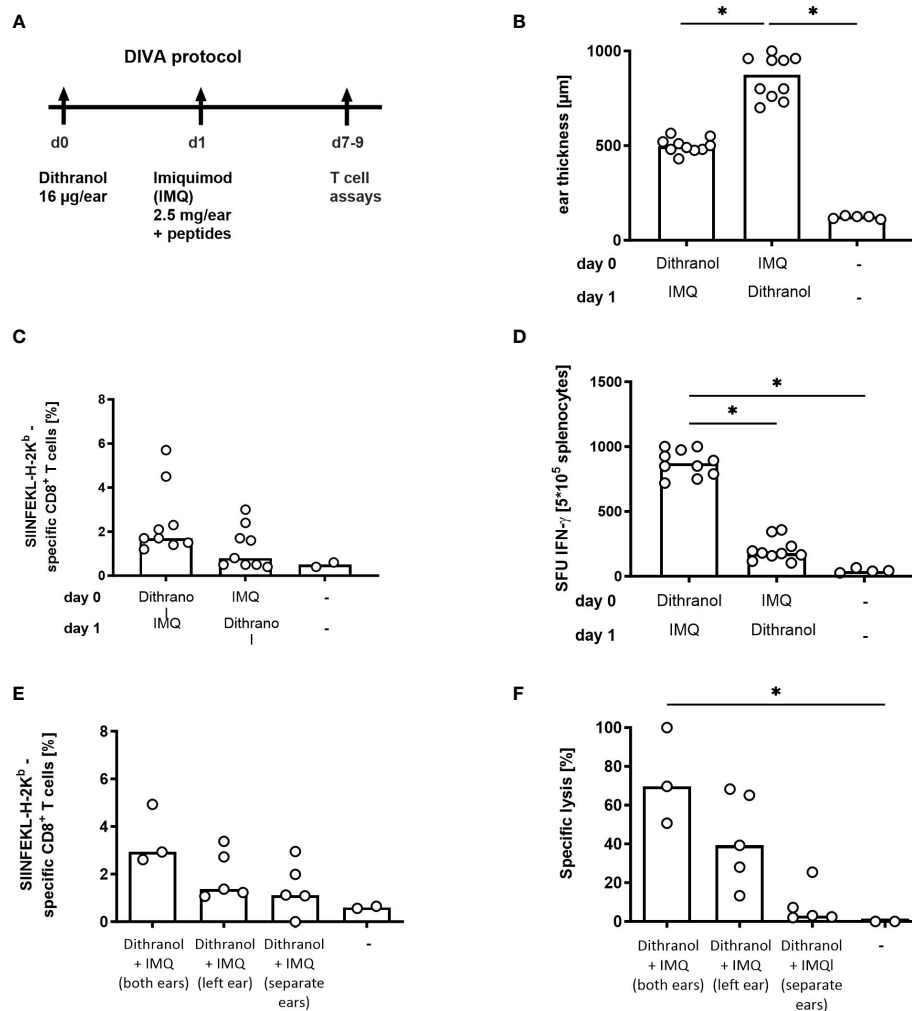 A
DIVA protocol
d0
d1
d7-9
Dithranol
16 µg/ear
Imiquimod
(IMQ)
2.5 mg/ear
+ peptides
T cell
assays
B
*
*
ear thickness [µm]
1000
500
0
day 0
Dithranol
IMQ
-
day 1
IMQ
Dithranol
-
C
SIINFEKL-H-2Kᵇ -
specific CD8⁺ T cells [%]
8
6
4
2
0
day 0
Dithrano
l
IMQ
-
day 1
IMQ
Dithrano
l
-
D
SFU IFN-γ [5*10⁵ splenocytes]
*
*
1500
1000
500
0
day 0
Dithranol
IMQ
-
day 1
IMQ
Dithranol
-
E
SIINFEKL-H-2Kᵇ -
specific CD8⁺ T cells [%]
8
6
4
2
0
Dithranol
+ IMQ
(both ears)
Dithranol
+ IMQ
(left ear)
Dithranol
+ IMQ
(separate
ears)
-
F
*
Specific lysis [%]
100
80
60
40
20
0
Dithranol
+ IMQ
(both ears)
Dithranol
+ IMQ
(left ear)
Dithranol
+ IMQl
(separate
ears)
-